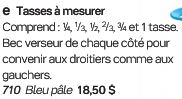 e Tasses à mesurer
Comprend : ¼, ⅓, ½, ⅔, ¾ et 1 tasse.
Bec verseur de chaque côté pour
convenir aux droitiers comme aux
gauchers.
710 Bleu pâle 18,50 $